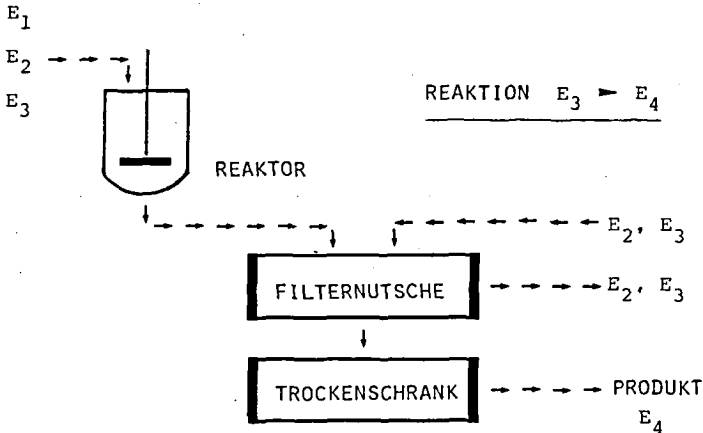 E1
E2
E3
REAKTION E3 ► E4
REAKTOR
E2, E3
FILTERNUTSCHE
E2, E3
TROCKENSCHRANK
PRODUKT
E4